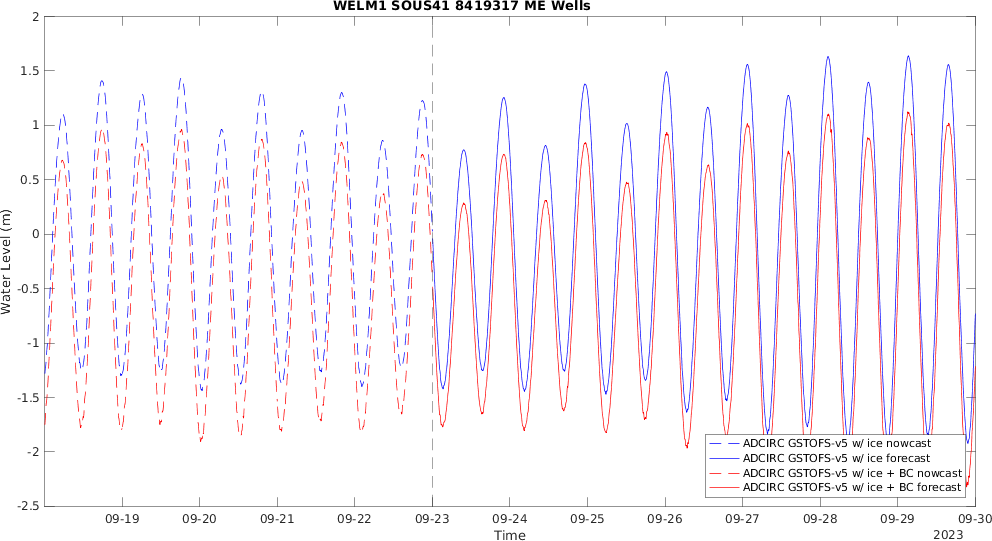 WELM1 SOUS41 8419317 ME Wells
2
1.5
1
0.5
0
-0.5
-1
-1.5
-2
-2.5
Water Level (m)
ADCIRC GSTOFS-v5 w/ ice nowcast
ADCIRC GSTOFS-v5 w/ ice forecast
ADCIRC GSTOFS-v5 w/ ice + BC nowcast
ADCIRC GSTOFS-v5 w/ ice + BC forecast
09-19 09-20 09-21 09-22 09-23 09-24 09-25 09-26 09-27 09-28 09-29 09-30
Time
2023